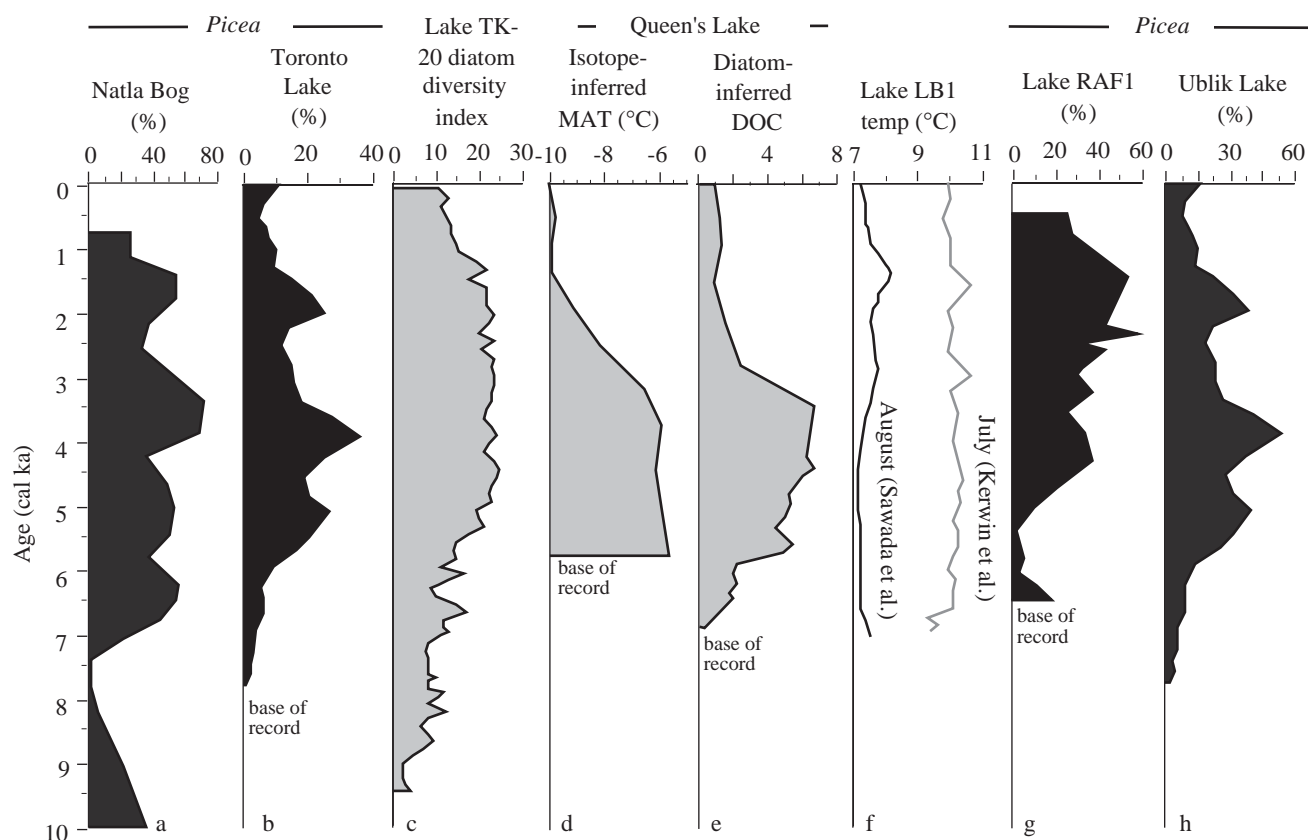 Picea
Natla Bog
(%)
Toronto
Lake
(%)
Lake TK-
20 diatom
diversity
index
Queen's Lake
Isotope-
inferred
MAT (°C)
Diatom-
inferred
DOC
Lake LB1
temp (°C)
Picea
Lake RAF1
(%)
Ublik Lake
(%)
0 40 80
0 20 40
0 10 20 30
-10 -8 -6
0 4 8
7 9 11
0 20 40 60
0 30 60
Age (cal ka)
0
1
2
3
4
5
6
7
8
9
10
base of
record
base of
record
base of
record
August (Sawada et al.)
July (Kerwin et al.)
base of
record
a
b
c
d
e
f
g
h